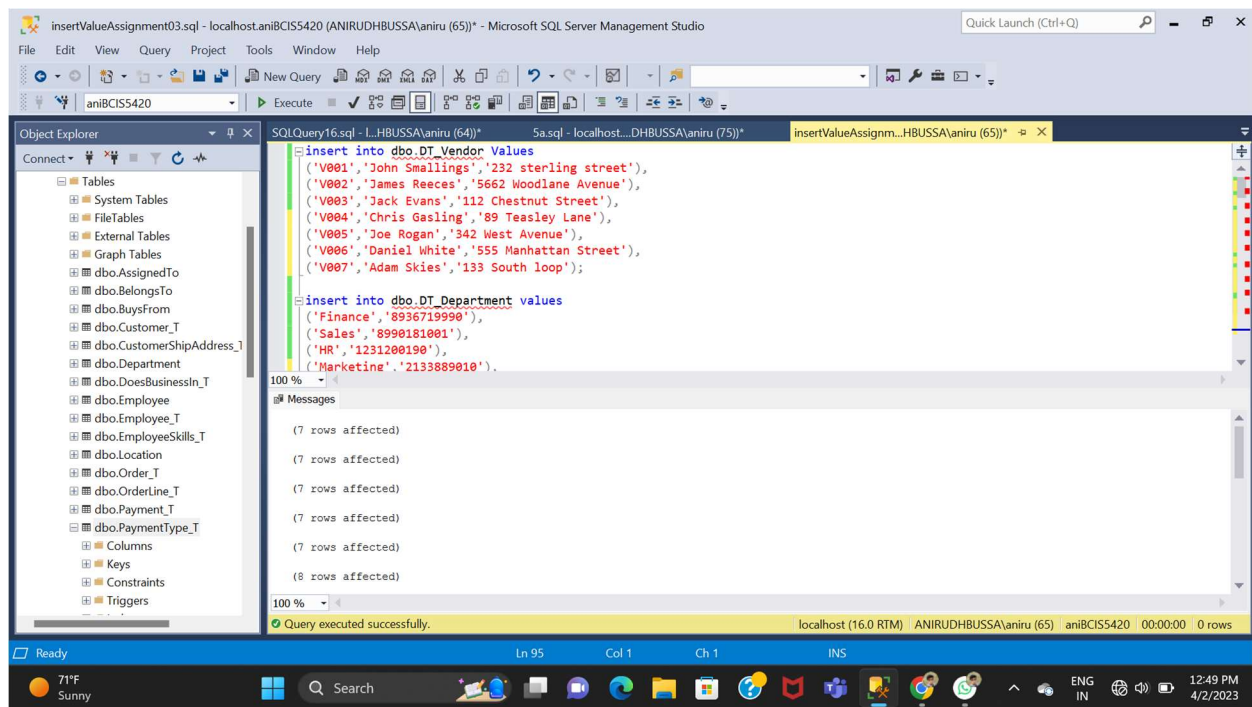 insertValueAssignment03.sql - localhost.aniBCIS5420 (ANIRUDHBUSSA\aniru (65))* - Microsoft SQL Server Management Studio
Quick Launch (Ctrl+Q)
File Edit View Query Project Tools Window Help
New Query MDX DMX XMLA DAX
aniBCIS5420 Execute
Object Explorer
Connect
Tables
System Tables
FileTables
External Tables
Graph Tables
dbo.AssignedTo
dbo.BelongsTo
dbo.BuysFrom
dbo.Customer_T
dbo.CustomerShipAddress_T
dbo.Department
dbo.DoesBusinessIn_T
dbo.Employee
dbo.Employee_T
dbo.EmployeeSkills_T
dbo.Location
dbo.Order_T
dbo.OrderLine_T
dbo.Payment_T
dbo.PaymentType_T
Columns
Keys
Constraints
Triggers
SQLQuery16.sql - l...HBUSSA\aniru (64))* 5a.sql - localhost....DHBUSSA\aniru (75))* insertValueAssignm...HBUSSA\aniru (65))*
insert into dbo.DT_Vendor Values
('V001','John Smallings','232 sterling street'),
('V002','James Reeces','5662 Woodlane Avenue'),
('V003','Jack Evans','112 Chestnut Street'),
('V004','Chris Gasling','89 Teasley Lane'),
('V005','Joe Rogan','342 West Avenue'),
('V006','Daniel White','555 Manhattan Street'),
('V007','Adam Skies','133 South loop');
insert into dbo.DT_Department values
('Finance','8936719990'),
('Sales','8990181001'),
('HR','1231200190'),
('Marketing','2133889010'),
100 %
Messages
(7 rows affected)
(7 rows affected)
(7 rows affected)
(7 rows affected)
(7 rows affected)
(8 rows affected)
100 %
Query executed successfully. localhost (16.0 RTM) ANIRUDHBUSSA\aniru (65) aniBCIS5420 00:00:00 0 rows
Ready Ln 95 Col 1 Ch 1 INS
71°F
Sunny
Search
ENG
IN
12:49 PM
4/2/2023